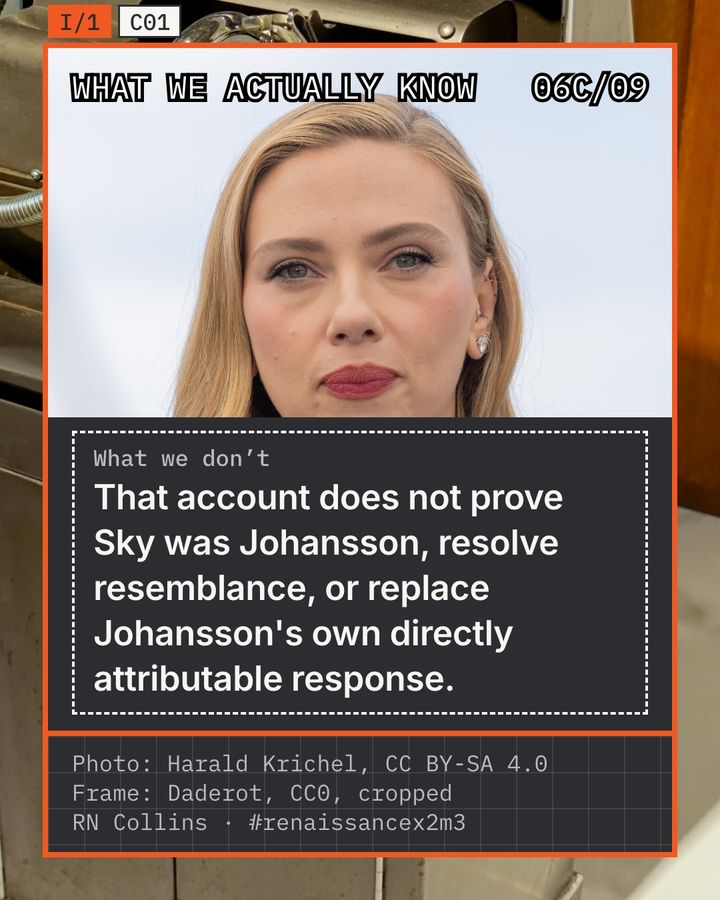 I/1 C01
WHAT WE ACTUALLY KNOW 06C/09
What we don’t
That account does not prove
Sky was Johansson, resolve
resemblance, or replace
Johansson's own directly
attributable response.
Photo: Harald Krichel, CC BY-SA 4.0
Frame: Daderot, CC0, cropped
RN Collins · #renaissancex2m3